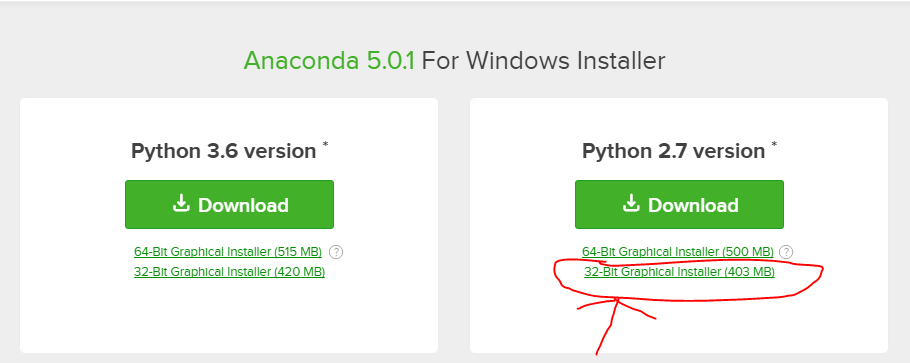 Anaconda 5.0.1 For Windows Installer
Python 3.6 version *
Download
64-Bit Graphical Installer (515 MB) ?
32-Bit Graphical Installer (420 MB)
Python 2.7 version *
Download
64-Bit Graphical Installer (500 MB) ?
32-Bit Graphical Installer (403 MB)